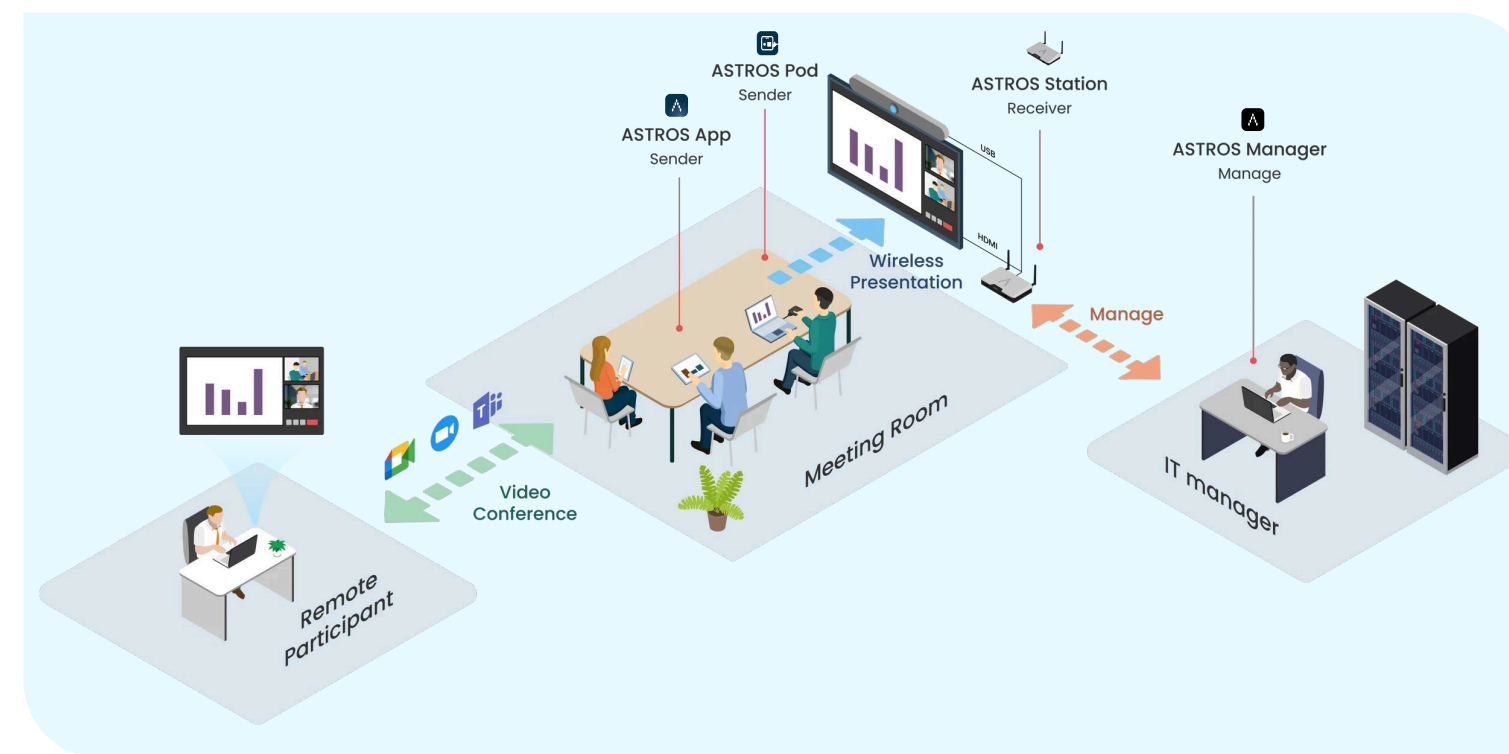 ASTROS Pod
Sender
ASTROS App
Sender
ASTROS Station
Receiver
ASTROS Manager
Manage
USB
HDMI
Wireless
Presentation
Manage
Video
Conference
Meeting Room
IT manager
Remote
Participant